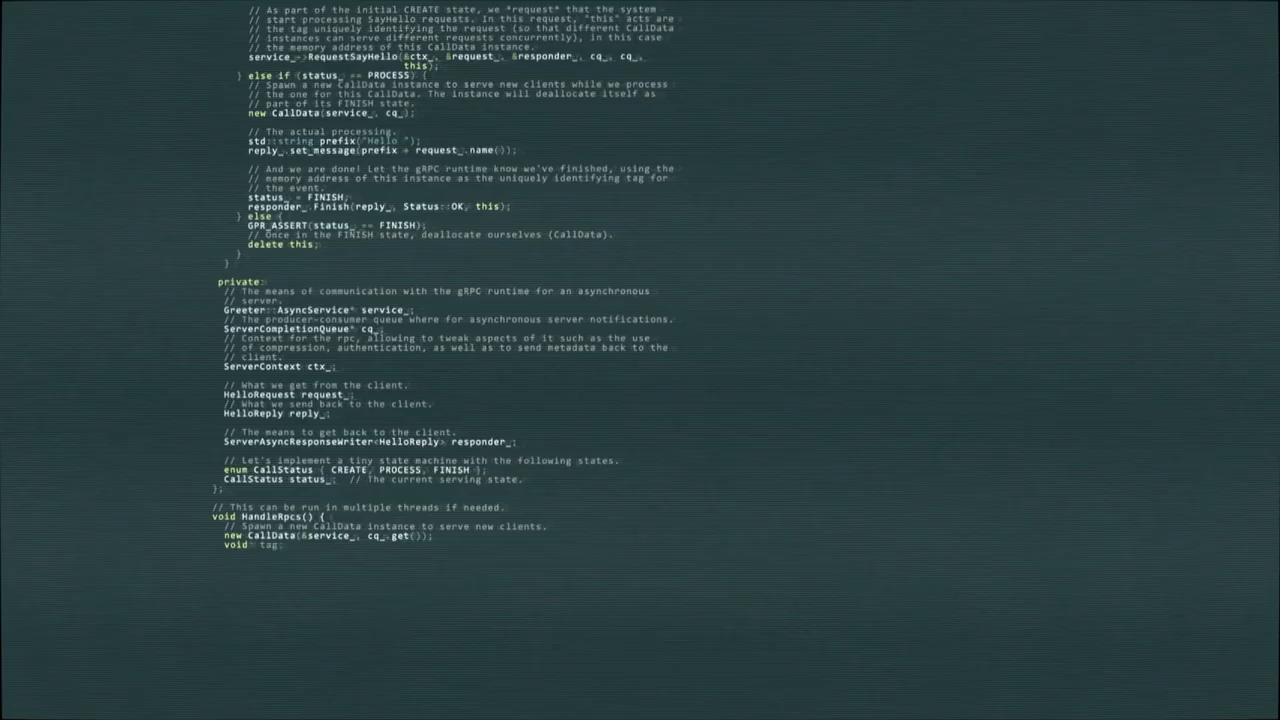 // As part of the initial CREATE state, we *request* that the system
// start processing SayHello requests. In this request, "this" acts are
// the tag uniquely identifying the request (so that different CallData
// instances can serve different requests concurrently), in this case
// the memory address of this CallData instance.
service_->RequestSayHello(&ctx_, &request_, &responder_, cq_, cq_,
this);
} else if (status_ == PROCESS) {
// Spawn a new CallData instance to serve new clients while we process
// the one for this CallData. The instance will deallocate itself as
// part of its FINISH state.
new CallData(service_, cq_);
// The actual processing.
std::string prefix("Hello ");
reply_.set_message(prefix + request_.name());
// And we are done! Let the gRPC runtime know we've finished, using the
// memory address of this instance as the uniquely identifying tag for
// the event.
status_ = FINISH;
responder_.Finish(reply_, Status::OK, this);
} else {
GPR_ASSERT(status_ == FINISH);
// Once in the FINISH state, deallocate ourselves (CallData).
delete this;
}
}
private:
// The means of communication with the gRPC runtime for an asynchronous
// server.
Greeter::AsyncService* service_;
// The producer-consumer queue where for asynchronous server notifications.
ServerCompletionQueue* cq_;
// Context for the rpc, allowing to tweak aspects of it such as the use
// of compression, authentication, as well as to send metadata back to the
// client.
ServerContext ctx_;
// What we get from the client.
HelloRequest request_;
// What we send back to the client.
HelloReply reply_;
// The means to get back to the client.
ServerAsyncResponseWriter<HelloReply> responder_;
// Let's implement a tiny state machine with the following states.
enum CallStatus { CREATE, PROCESS, FINISH };
CallStatus status_; // The current serving state.
};
// This can be run in multiple threads if needed.
void HandleRpcs() {
// Spawn a new CallData instance to serve new clients.
new CallData(&service_, cq_.get());
void* tag;